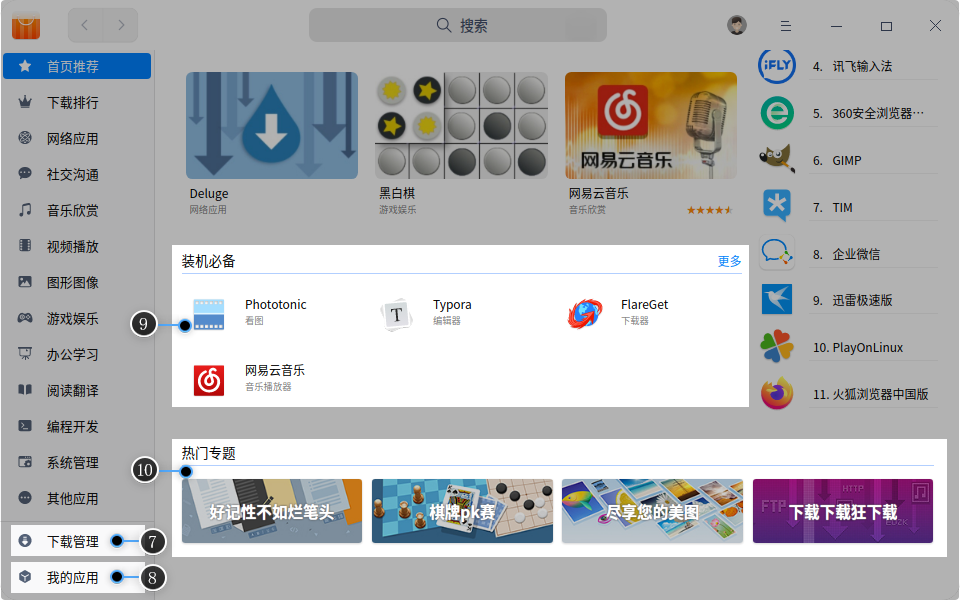 搜索
首页推荐
下载排行
网络应用
社交沟通
音乐欣赏
视频播放
图形图像
游戏娱乐
办公学习
阅读翻译
编程开发
系统管理
其他应用
下载管理
7
我的应用
8
网易云音乐
Deluge
网络应用
黑白棋
游戏娱乐
网易云音乐
音乐欣赏
装机必备
更多
9
Phototonic
看图
T
Typora
编辑器
FlareGet
下载器
网易云音乐
音乐播放器
10
热门专题
好记性不如烂笔头
棋牌pk赛
尽享您的美图
FTP
HTTP
ED2K
下载下载狂下载
iFLY
4. 讯飞输入法
5. 360安全浏览器…
6. GIMP
7. TIM
8. 企业微信
9. 迅雷极速版
10. PlayOnLinux
11. 火狐浏览器中国版